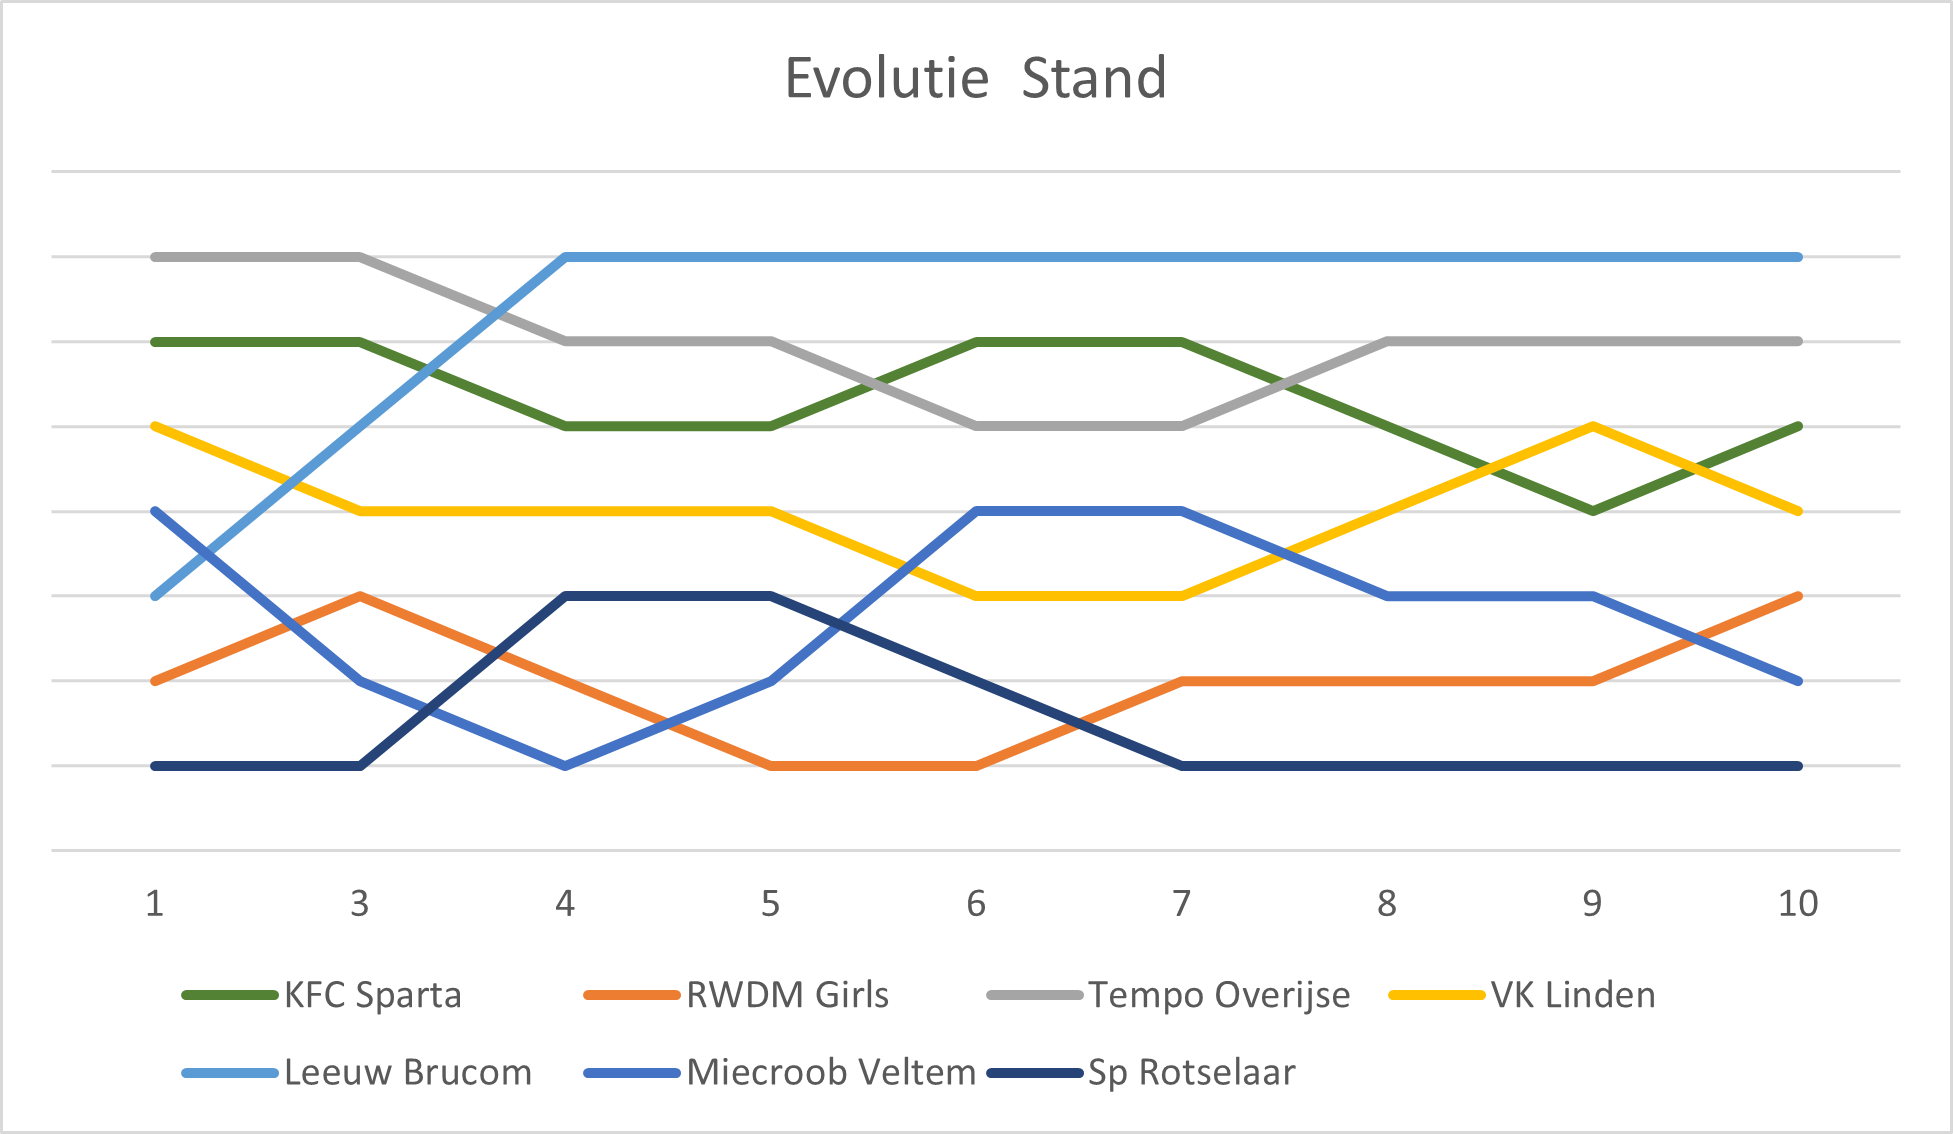 Evolutie Stand
1 3 4 5 6 7 8 9 10
KFC Sparta RWDM Girls Tempo Overijse VK Linden
Leeuw Brucom Miecroob Veltem Sp Rotselaar